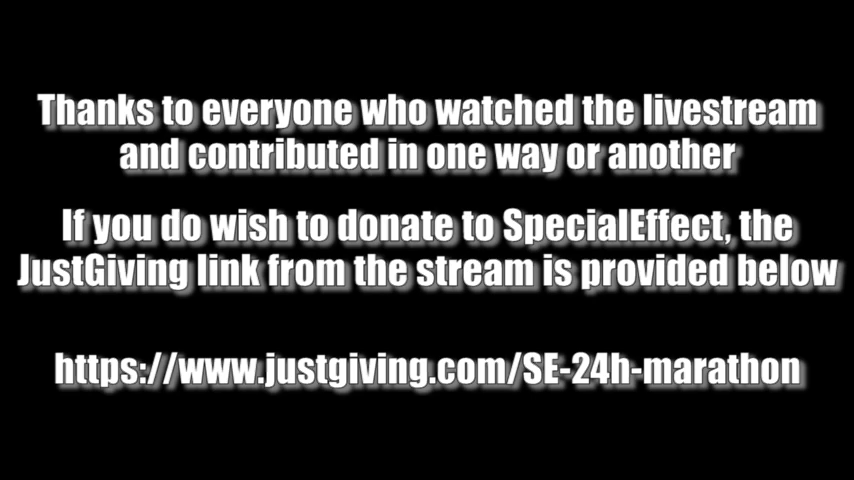 Thanks to everyone who watched the livestream
and contributed in one way or another
If you do wish to donate to SpecialEffect, the
JustGiving link from the stream is provided below
https://www.justgiving.com/SE-24h-marathon